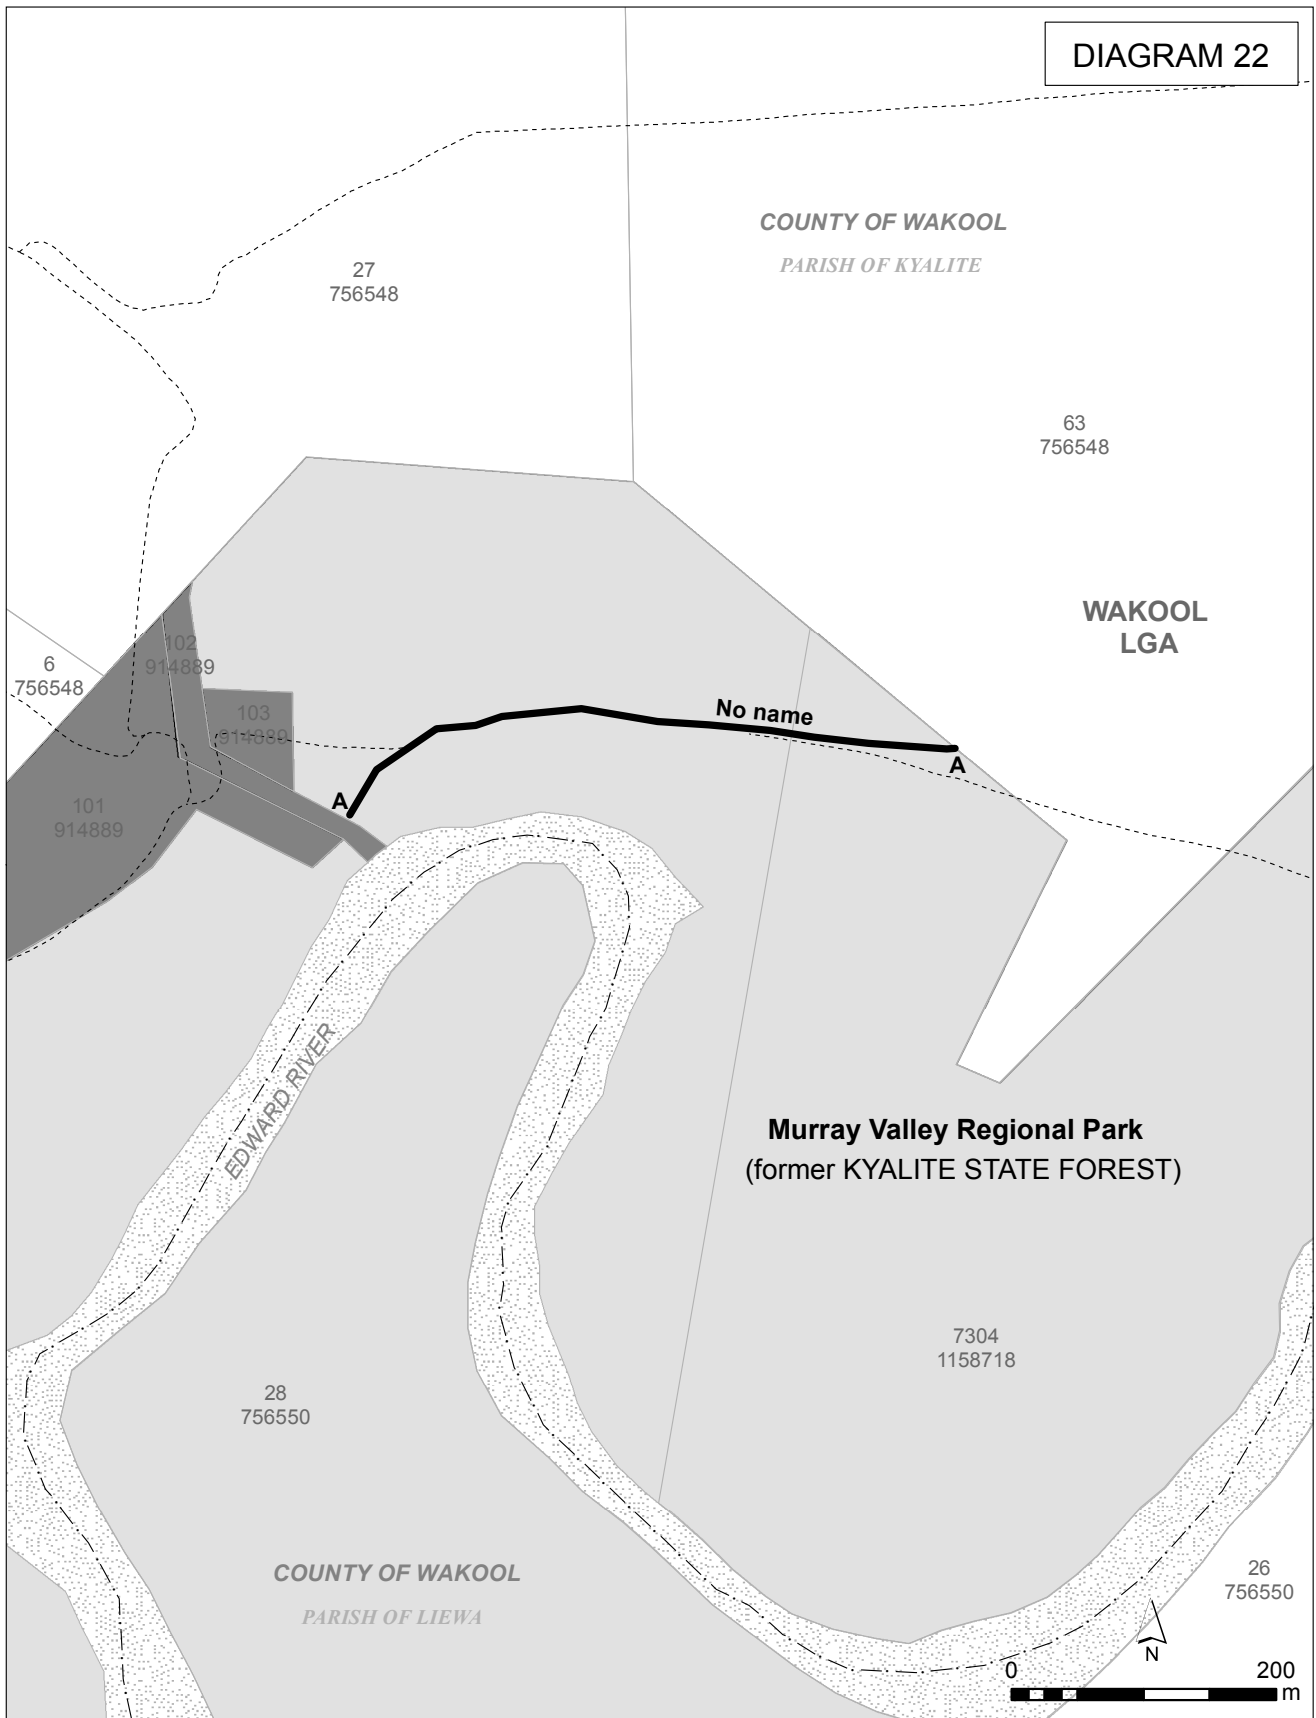 DIAGRAM 22
COUNTY OF WAKOOL
PARISH OF KYALITE
27
756548
63
756548
WAKOOL
LGA
102
914889
6
756548
103
914889
No name
A
A
101
914889
EDWARD RIVER
Murray Valley Regional Park
(former KYALITE STATE FOREST)
7304
1158718
28
756550
COUNTY OF WAKOOL
PARISH OF LIEWA
26
756550
N
0 200
m